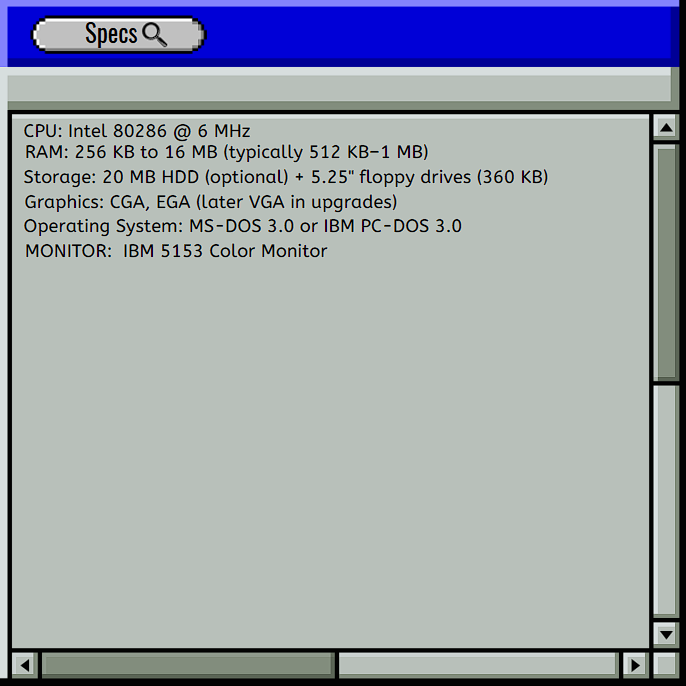 Specs
CPU: Intel 80286 @ 6 MHz
RAM: 256 KB to 16 MB (typically 512 KB–1 MB)
Storage: 20 MB HDD (optional) + 5.25" floppy drives (360 KB)
Graphics: CGA, EGA (later VGA in upgrades)
Operating System: MS-DOS 3.0 or IBM PC-DOS 3.0
MONITOR:  IBM 5153 Color Monitor